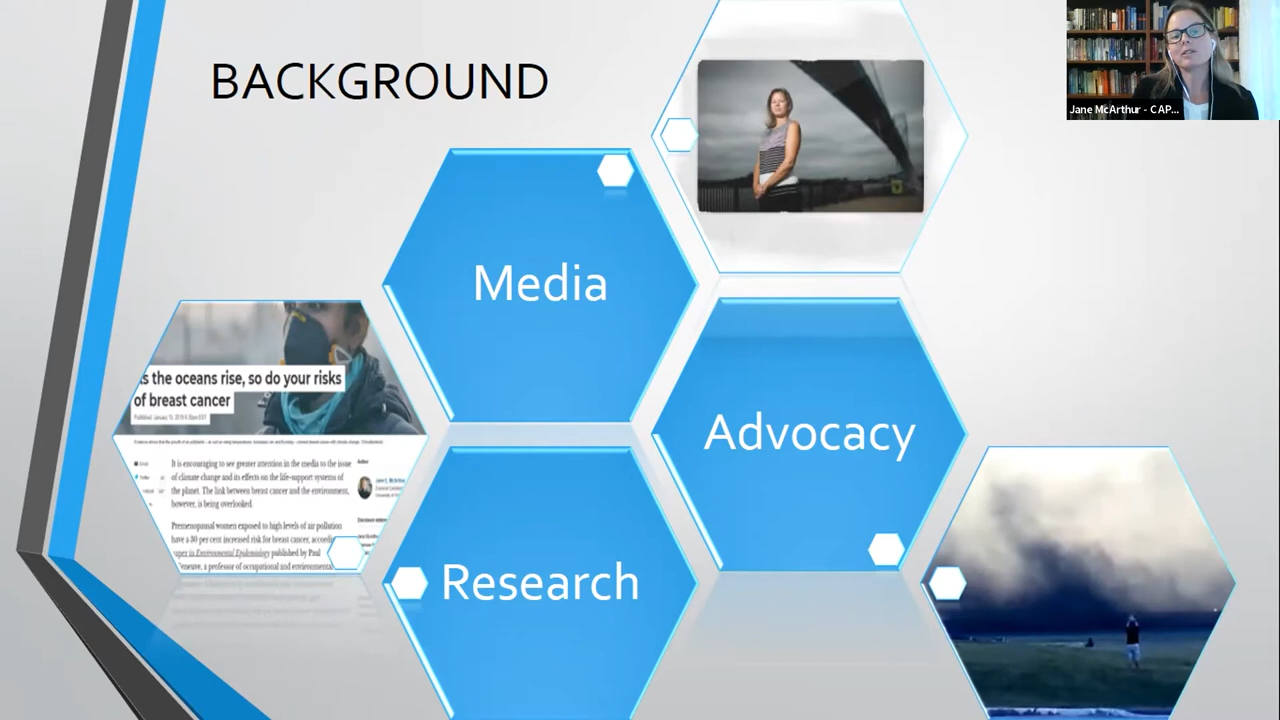 BACKGROUND
Jane McArthur - CAP...
Media
Advocacy
Research
s the oceans rise, so do your risks
of breast cancer
It is encouraging to see greater attention in the media to the issue
of climate change and its effects on the life-support systems of
the planet. The link between breast cancer and the environment,
however, is being overlooked.
Premenopausal women exposed to high levels of air pollution
have a 30 per cent increased risk for breast cancer,
paper in Environmental Epidemiology published by Paul
a professor of occupational and environmental